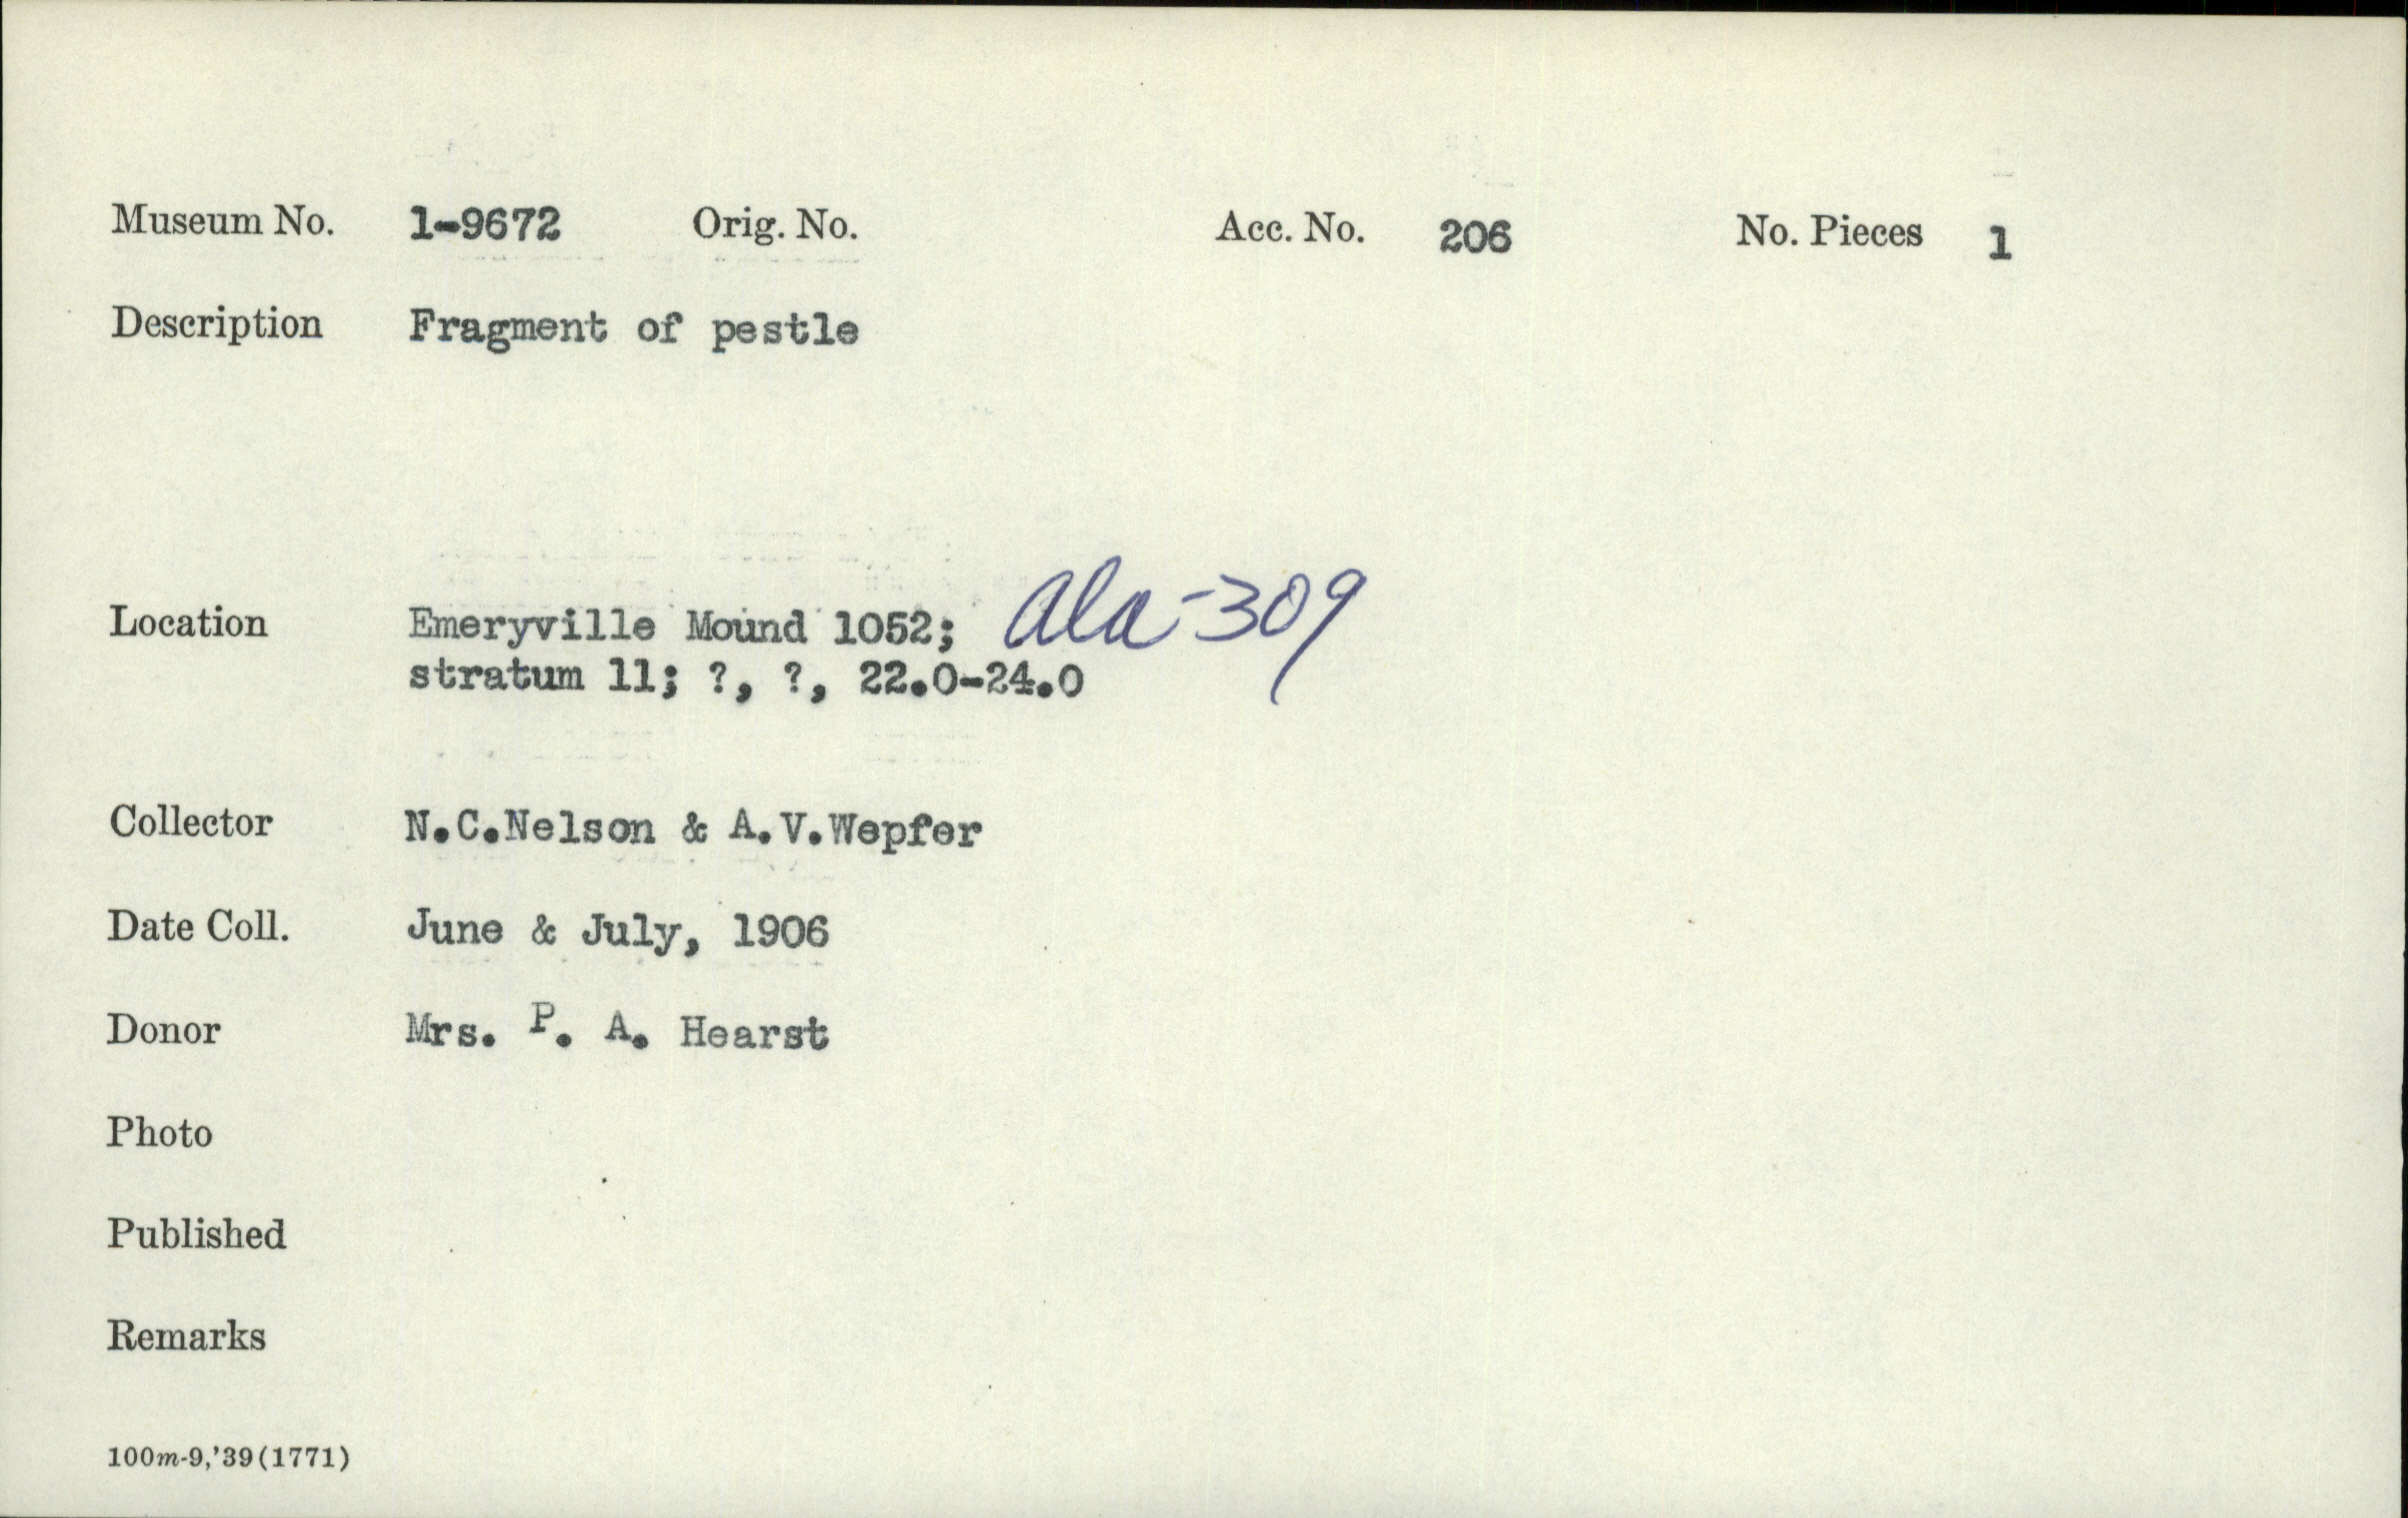 Museum No. 1-9672 Orig. No. Acc. No. 206 No. Pieces 1
Description Fragment of pestle
Location Emeryville Mound 1052; Ala-309
stratum 11; ?, ?, 22.0-24.0
Collector N.C.Nelson & A.V.Wepfer
Date Coll. June & July, 1906
Donor Mrs. P. A. Hearst
Photo
Published
Remarks
100m-9,'39(1771)